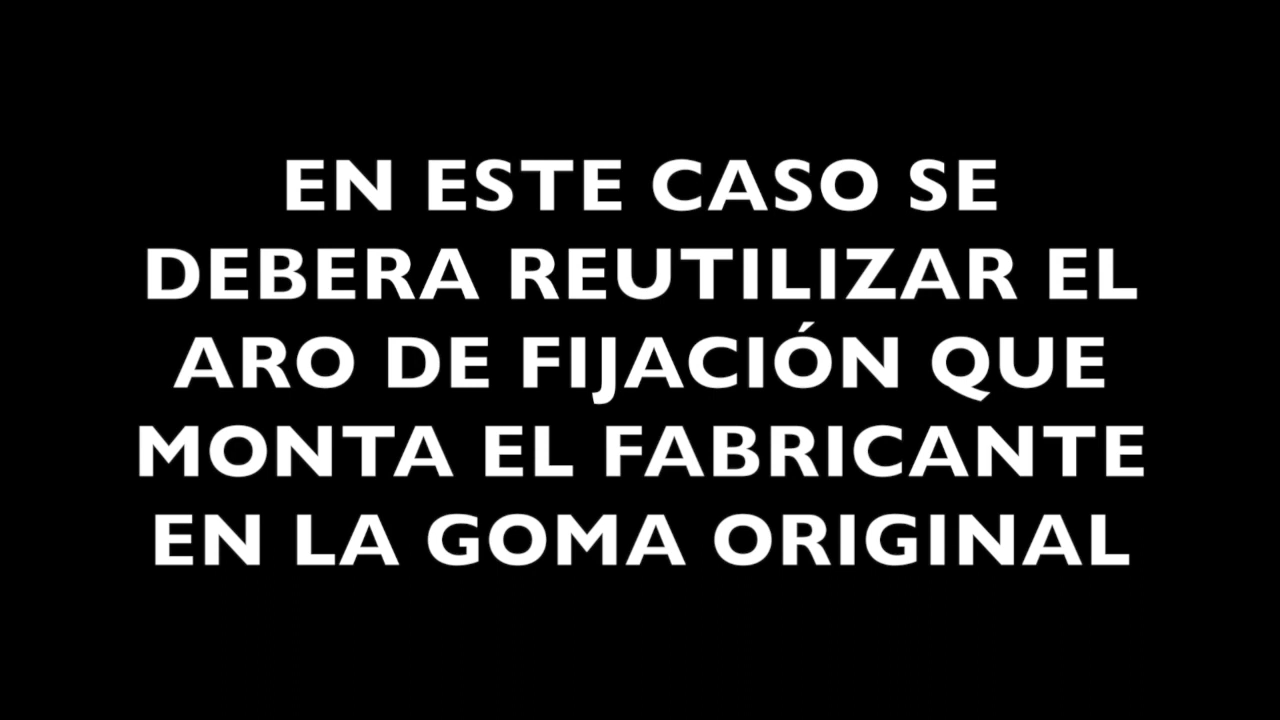 EN ESTE CASO SE
DEBERA REUTILIZAR EL
ARO DE FIJACIÓN QUE
MONTA EL FABRICANTE
EN LA GOMA ORIGINAL